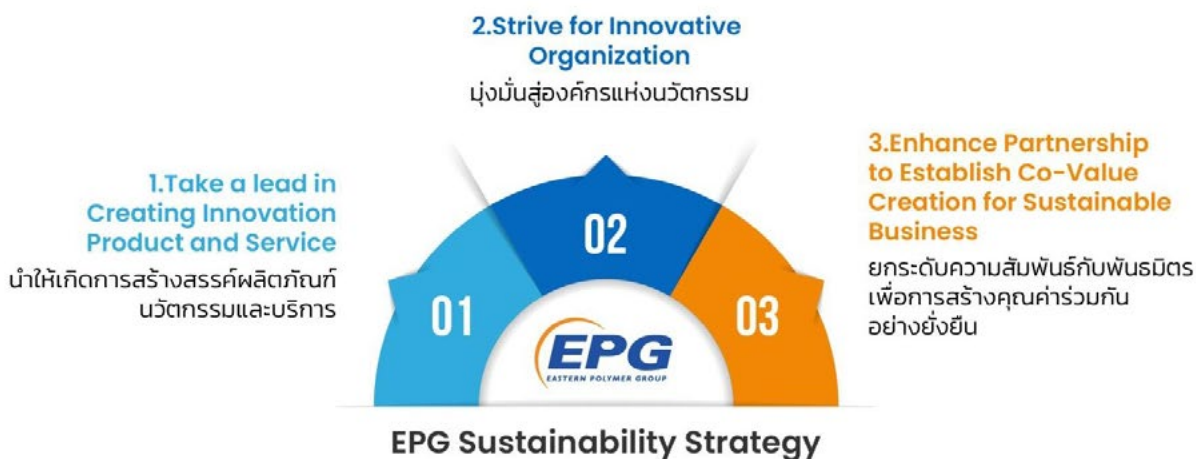 2.Strive for Innovative
Organization
มุ่งมั่นสู่องค์กรแห่งนวัตกรรม
1.Take a lead in
Creating Innovation
Product and Service
นำให้เกิดการสร้างสรรค์ผลิตภัณฑ์
นวัตกรรมและบริการ
3.Enhance Partnership
to Establish Co-Value
Creation for Sustainable
Business
ยกระดับความสัมพันธ์กับพันธมิตร
เพื่อการสร้างคุณค่าร่วมกัน
อย่างยั่งยืน
01
02
03
EPG
EASTERN POLYMER GROUP
EPG Sustainability Strategy